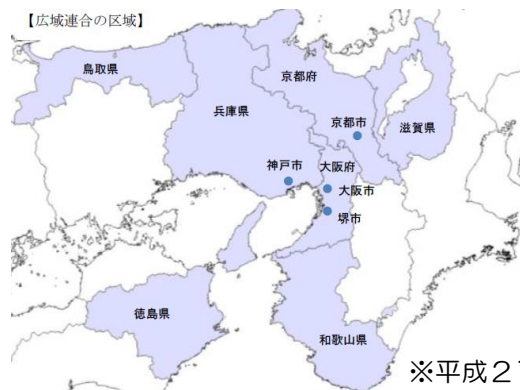 【広域連合の区域】
鳥取県
京都府
兵庫県
京都市
滋賀県
神戸市
大阪府
大阪市
堺市
徳島県
和歌山県
※平成２